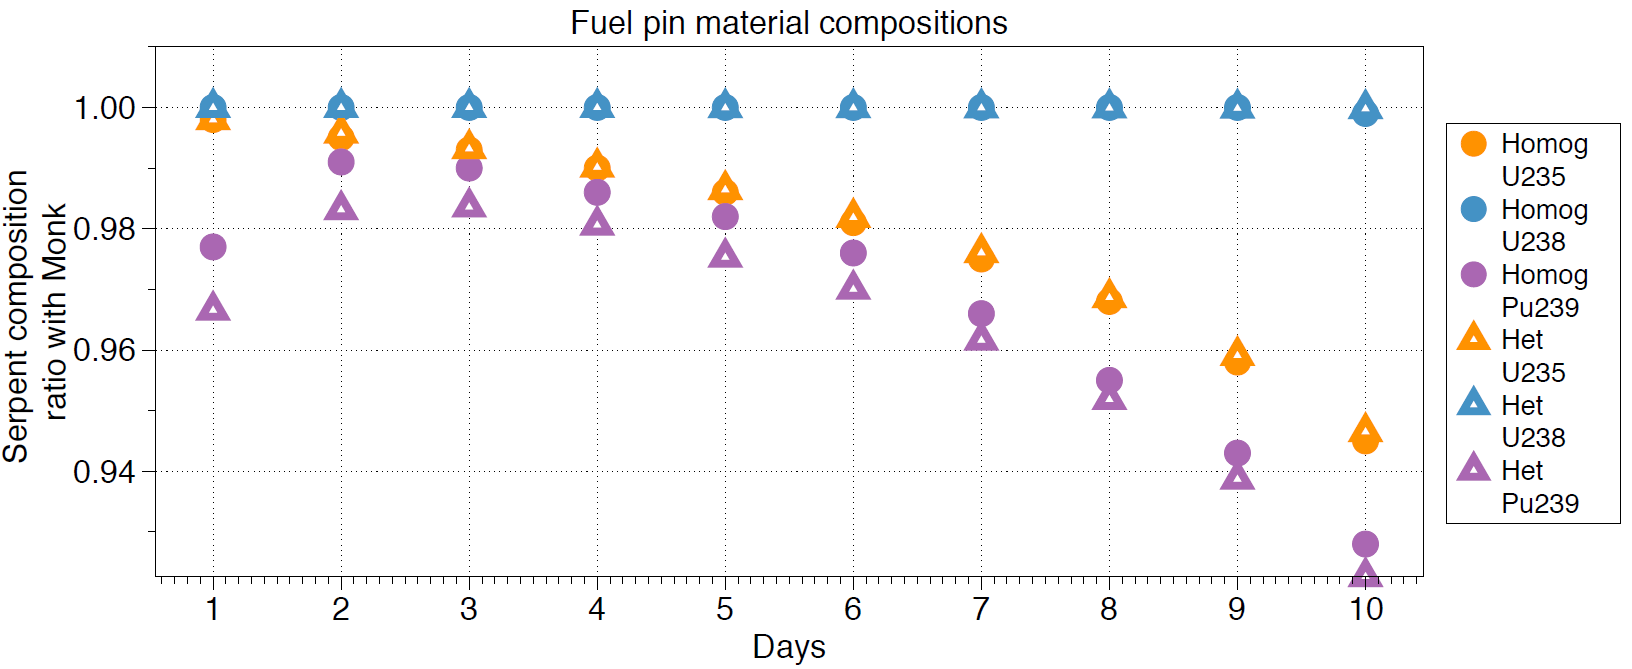 Fuel pin material compositions
Serpent composition
ratio with Monk
1.00
0.98
0.96
0.94
1 2 3 4 5 6 7 8 9 10
Days
Homog
U235
Homog
U238
Homog
Pu239
Het
U235
Het
U238
Het
Pu239